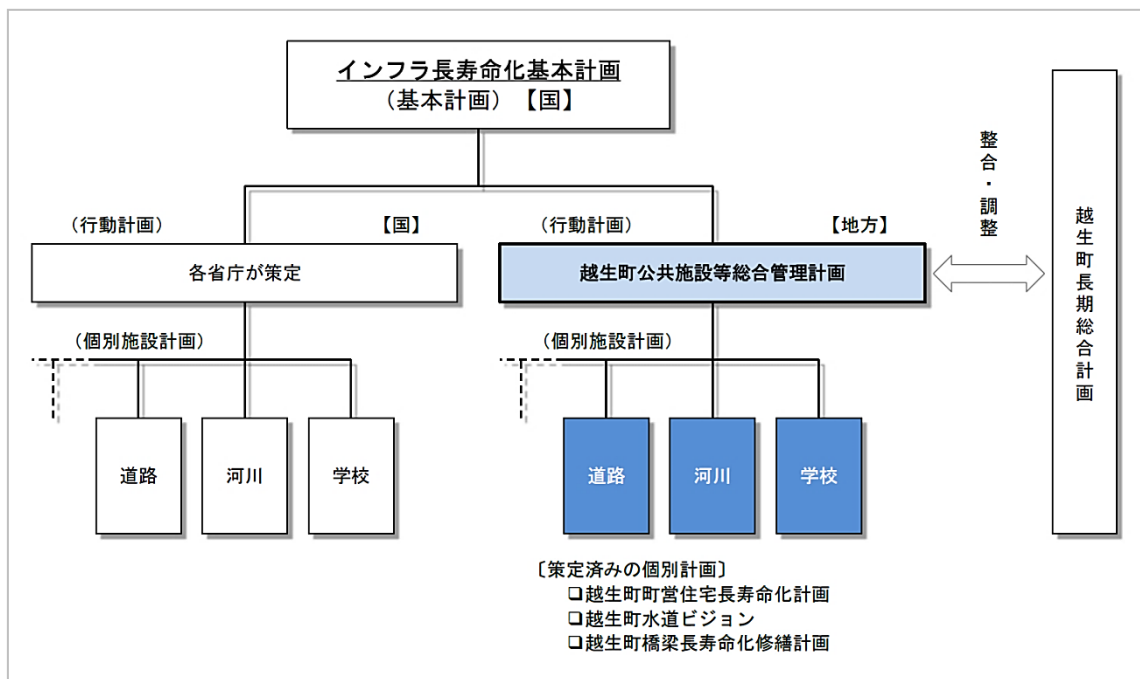 インフラ長寿命化基本計画
（基本計画）【国】
（行動計画）
【国】
各省庁が策定
（個別施設計画）
道路
河川
学校
（行動計画）
【地方】
越生町公共施設等総合管理計画
（個別施設計画）
道路
河川
学校
〔策定済みの個別計画〕
❑越生町町営住宅長寿命化計画
❑越生町水道ビジョン
❑越生町橋梁長寿命化修繕計画
整合・調整
越生町長期総合計画